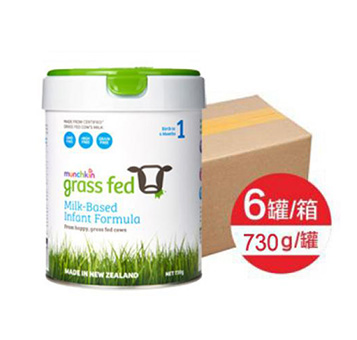 MADE FROM CERTIFIED
GRASS FED COW'S MILK
Birth to
6 months
1
munchkin
grass fed
Milk-Based
Infant Formula
From happy, grass fed cows
MADE IN NEW ZEALAND
6罐/箱
730g/罐